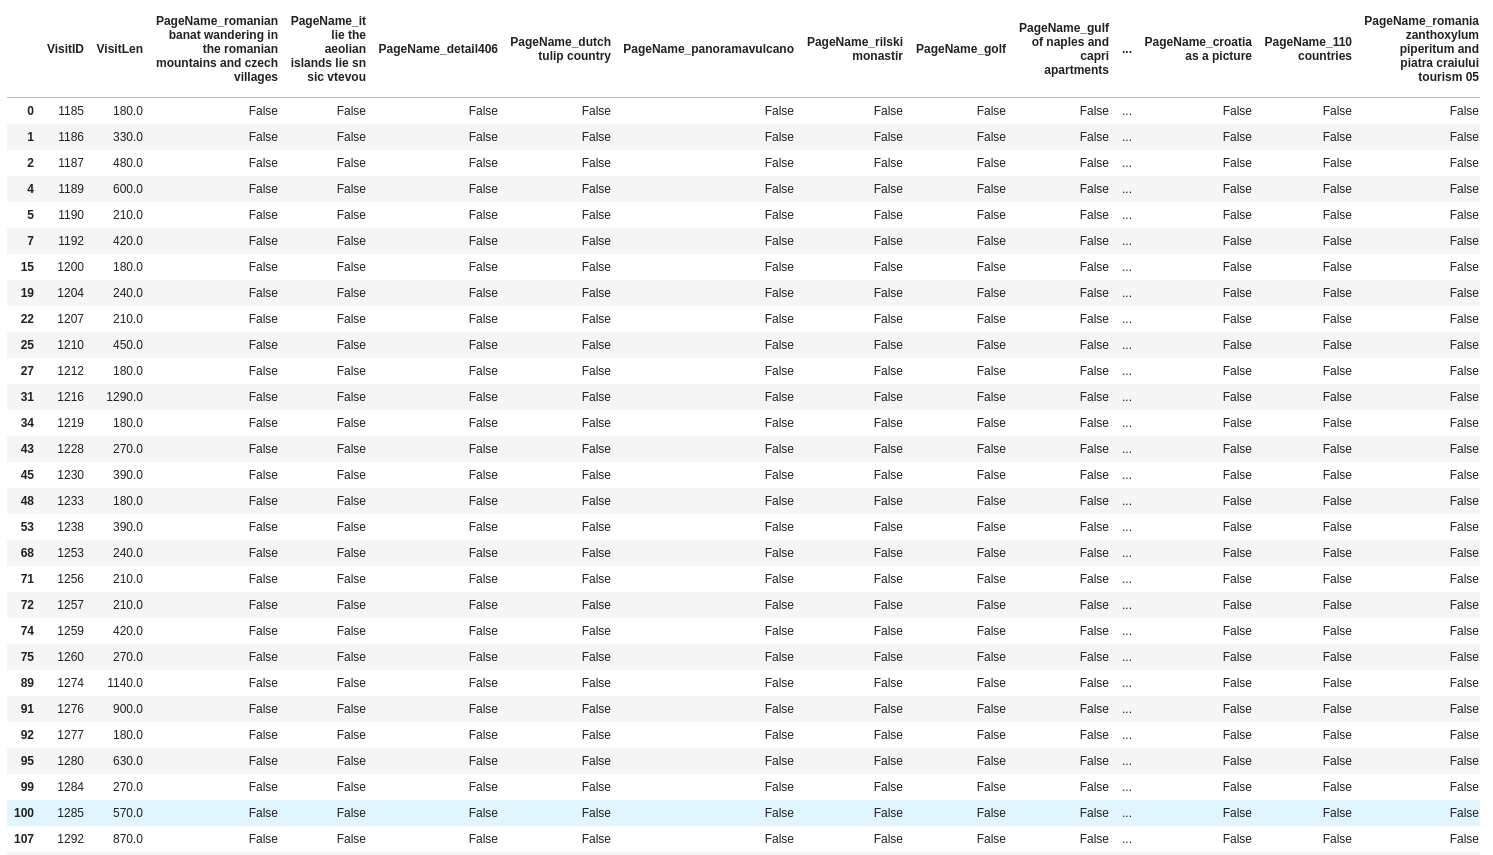 VisitID VisitLen PageName_romanian banat wandering in the romanian mountains and czech villages PageName_it lie the aeolian islands lie sn sic vtevou PageName_detail406 PageName_dutch tulip country PageName_panoramavulcano PageName_rilski monastir PageName_golf PageName_gulf of naples and capri apartments ... PageName_croatia as a picture PageName_110 countries PageName_romania zanthoxylum piperitum and piatra craiului tourism 05
0 1185 180.0 False False False False False False False False ... False False False
1 1186 330.0 False False False False False False False False ... False False False
2 1187 480.0 False False False False False False False False ... False False False
4 1189 600.0 False False False False False False False False ... False False False
5 1190 210.0 False False False False False False False False ... False False False
7 1192 420.0 False False False False False False False False ... False False False
15 1200 180.0 False False False False False False False False ... False False False
19 1204 240.0 False False False False False False False False ... False False False
22 1207 210.0 False False False False False False False False ... False False False
25 1210 450.0 False False False False False False False False ... False False False
27 1212 180.0 False False False False False False False False ... False False False
31 1216 1290.0 False False False False False False False False ... False False False
34 1219 180.0 False False False False False False False False ... False False False
43 1228 270.0 False False False False False False False False ... False False False
45 1230 390.0 False False False False False False False False ... False False False
48 1233 180.0 False False False False False False False False ... False False False
53 1238 390.0 False False False False False False False False ... False False False
68 1253 240.0 False False False False False False False False ... False False False
71 1256 210.0 False False False False False False False False ... False False False
72 1257 210.0 False False False False False False False False ... False False False
74 1259 420.0 False False False False False False False False ... False False False
75 1260 270.0 False False False False False False False False ... False False False
89 1274 1140.0 False False False False False False False False ... False False False
91 1276 900.0 False False False False False False False False ... False False False
92 1277 180.0 False False False False False False False False ... False False False
95 1280 630.0 False False False False False False False False ... False False False
99 1284 270.0 False False False False False False False False ... False False False
100 1285 570.0 False False False False False False False False ... False False False
107 1292 870.0 False False False False False False False False ... False False False